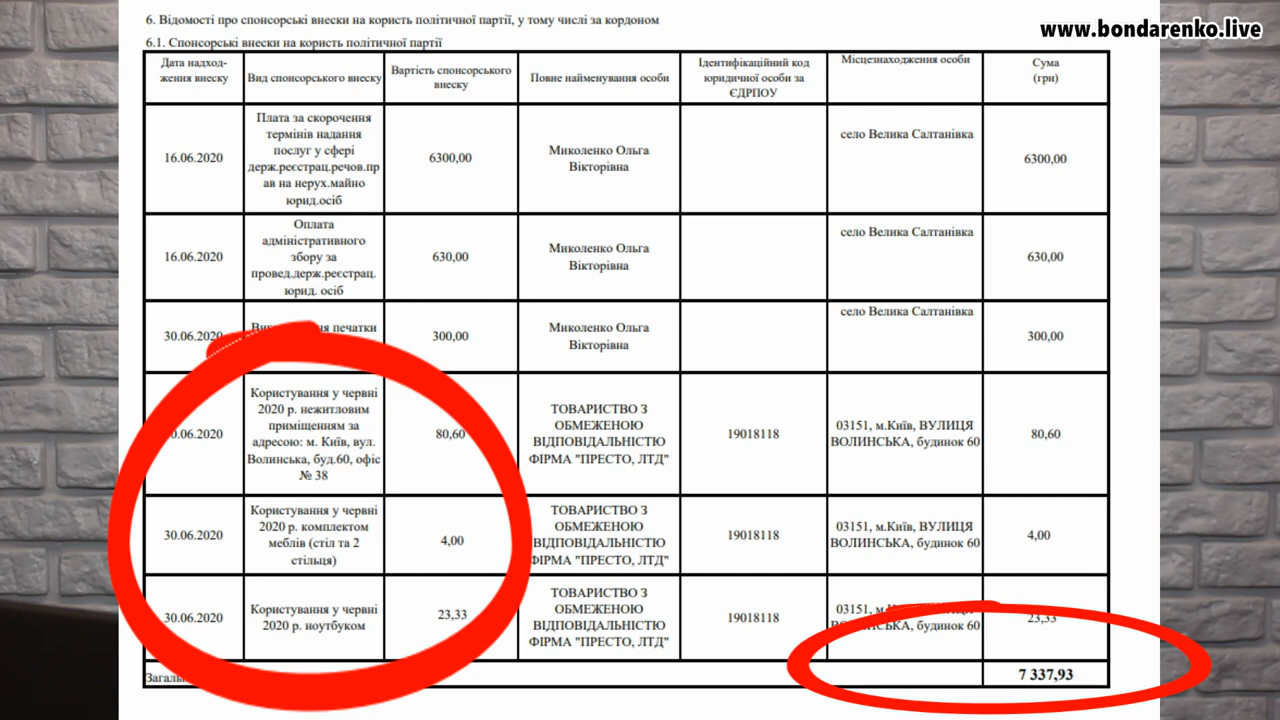 www.bondarenko.live
6. Відомості про спонсорські внески на користь політичної партії, у тому числі за кордоном
6.1. Спонсорські внески на користь політичної партії
Дата надход-
ження внеску
Вид спонсорського внеску
Вартість спонсорського
внеску
Повне найменування особи
Ідентифікаційний код
юридичної особи за
ЄДРПОУ
Місцезнаходження особи
Сума
(грн)
16.06.2020
Плата за скорочення
термінів надання
послуг у сфері
держ.реєстрац.речов.пр
ав на нерух.майно
юрид.осіб
6300,00
Миколенко Ольга
Вікторівна
село Велика Салтанівка
6300,00
16.06.2020
Оплата
адміністративного
збору за
провед.держ.реєстрац.
юрид. осіб
630,00
Миколенко Ольга
Вікторівна
село Велика Салтанівка
630,00
30.06.2020
печатки
300,00
Миколенко Ольга
Вікторівна
село Велика Салтанівка
300,00
Користування у червні
2020 р. нежитловим
приміщенням за
адресою: м. Київ, вул.
Волинська, буд.60, офіс
№ 38
80,60
ТОВАРИСТВО З
ОБМЕЖЕНОЮ
ВІДПОВІДАЛЬНІСТЮ
ФІРМА "ПРЕСТО, ЛТД"
19018118
03151, м.Київ, ВУЛИЦЯ
ВОЛИНСЬКА, будинок 60
80,60
30.06.2020
Користування у червні
2020 р. комплектом
меблів (стіл та 2
стільця)
4,00
ТОВАРИСТВО З
ОБМЕЖЕНОЮ
ВІДПОВІДАЛЬНІСТЮ
ФІРМА "ПРЕСТО, ЛТД"
19018118
03151, м.Київ, ВУЛИЦЯ
ВОЛИНСЬКА, будинок 60
4,00
30.06.2020
Користування у червні
2020 р. ноутбуком
23,33
ТОВАРИСТВО З
ОБМЕЖЕНОЮ
ВІДПОВІДАЛЬНІСТЮ
ФІРМА "ПРЕСТО, ЛТД"
19018118
03151,
ВОЛИНСЬКА, будинок 60
23,33
7 337,93